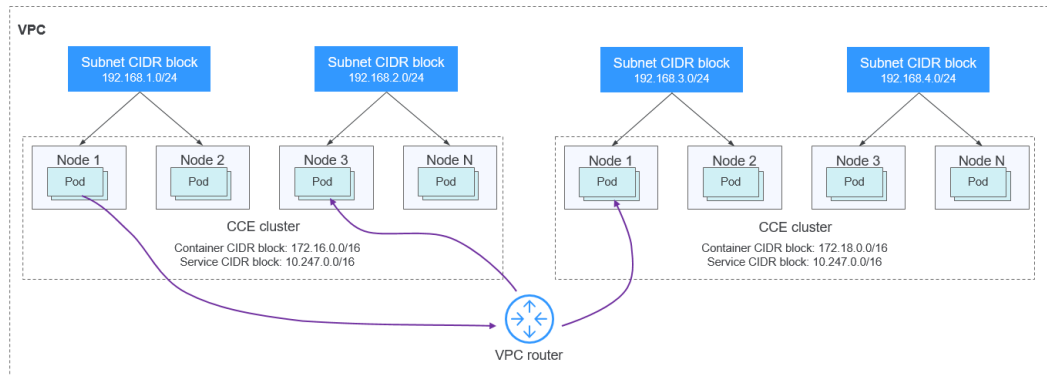 VPC
Subnet CIDR block
192.168.1.0/24
Subnet CIDR block
192.168.2.0/24
Subnet CIDR block
192.168.3.0/24
Subnet CIDR block
192.168.4.0/24
Node 1
Pod
Node 2
Pod
Node 3
Pod
Node N
Pod
CCE cluster
Container CIDR block: 172.16.0.0/16
Service CIDR block: 10.247.0.0/16
Node 1
Pod
Node 2
Pod
Node 3
Pod
Node N
Pod
CCE cluster
Container CIDR block: 172.18.0.0/16
Service CIDR block: 10.247.0.0/16
VPC router